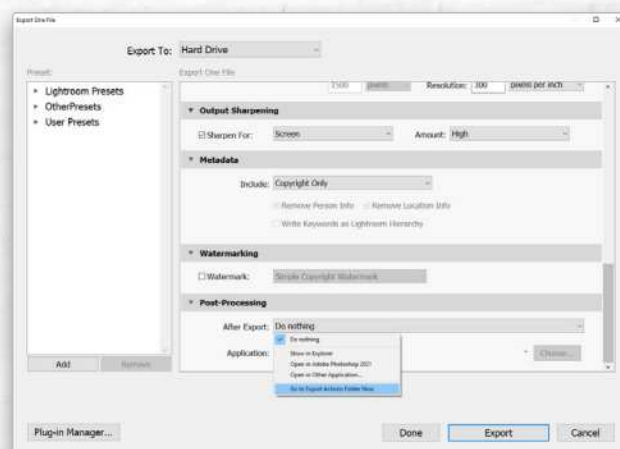 Export One File
Export To: Hard Drive
Preset:
Export One File
Lightroom Presets
OtherPresets
User Presets
1500 pixels Resolution: 300 pixels per inch
Output Sharpening
Sharpen For: Screen Amount: High
Metadata
Include: Copyright Only
Remove Person Info Remove Location Info
Write Keywords as Lightroom Hierarchy
Watermarking
Watermark: Simple Copyright Watermark
Post-Processing
After Export: Do nothing
Do nothing
Application: Choose...
Show in Explorer
Open in Adobe Photoshop 2021
Open in Other Application...
Go to Export Actions Folder Now
Add Remove
Plug-in Manager... Done Export Cancel